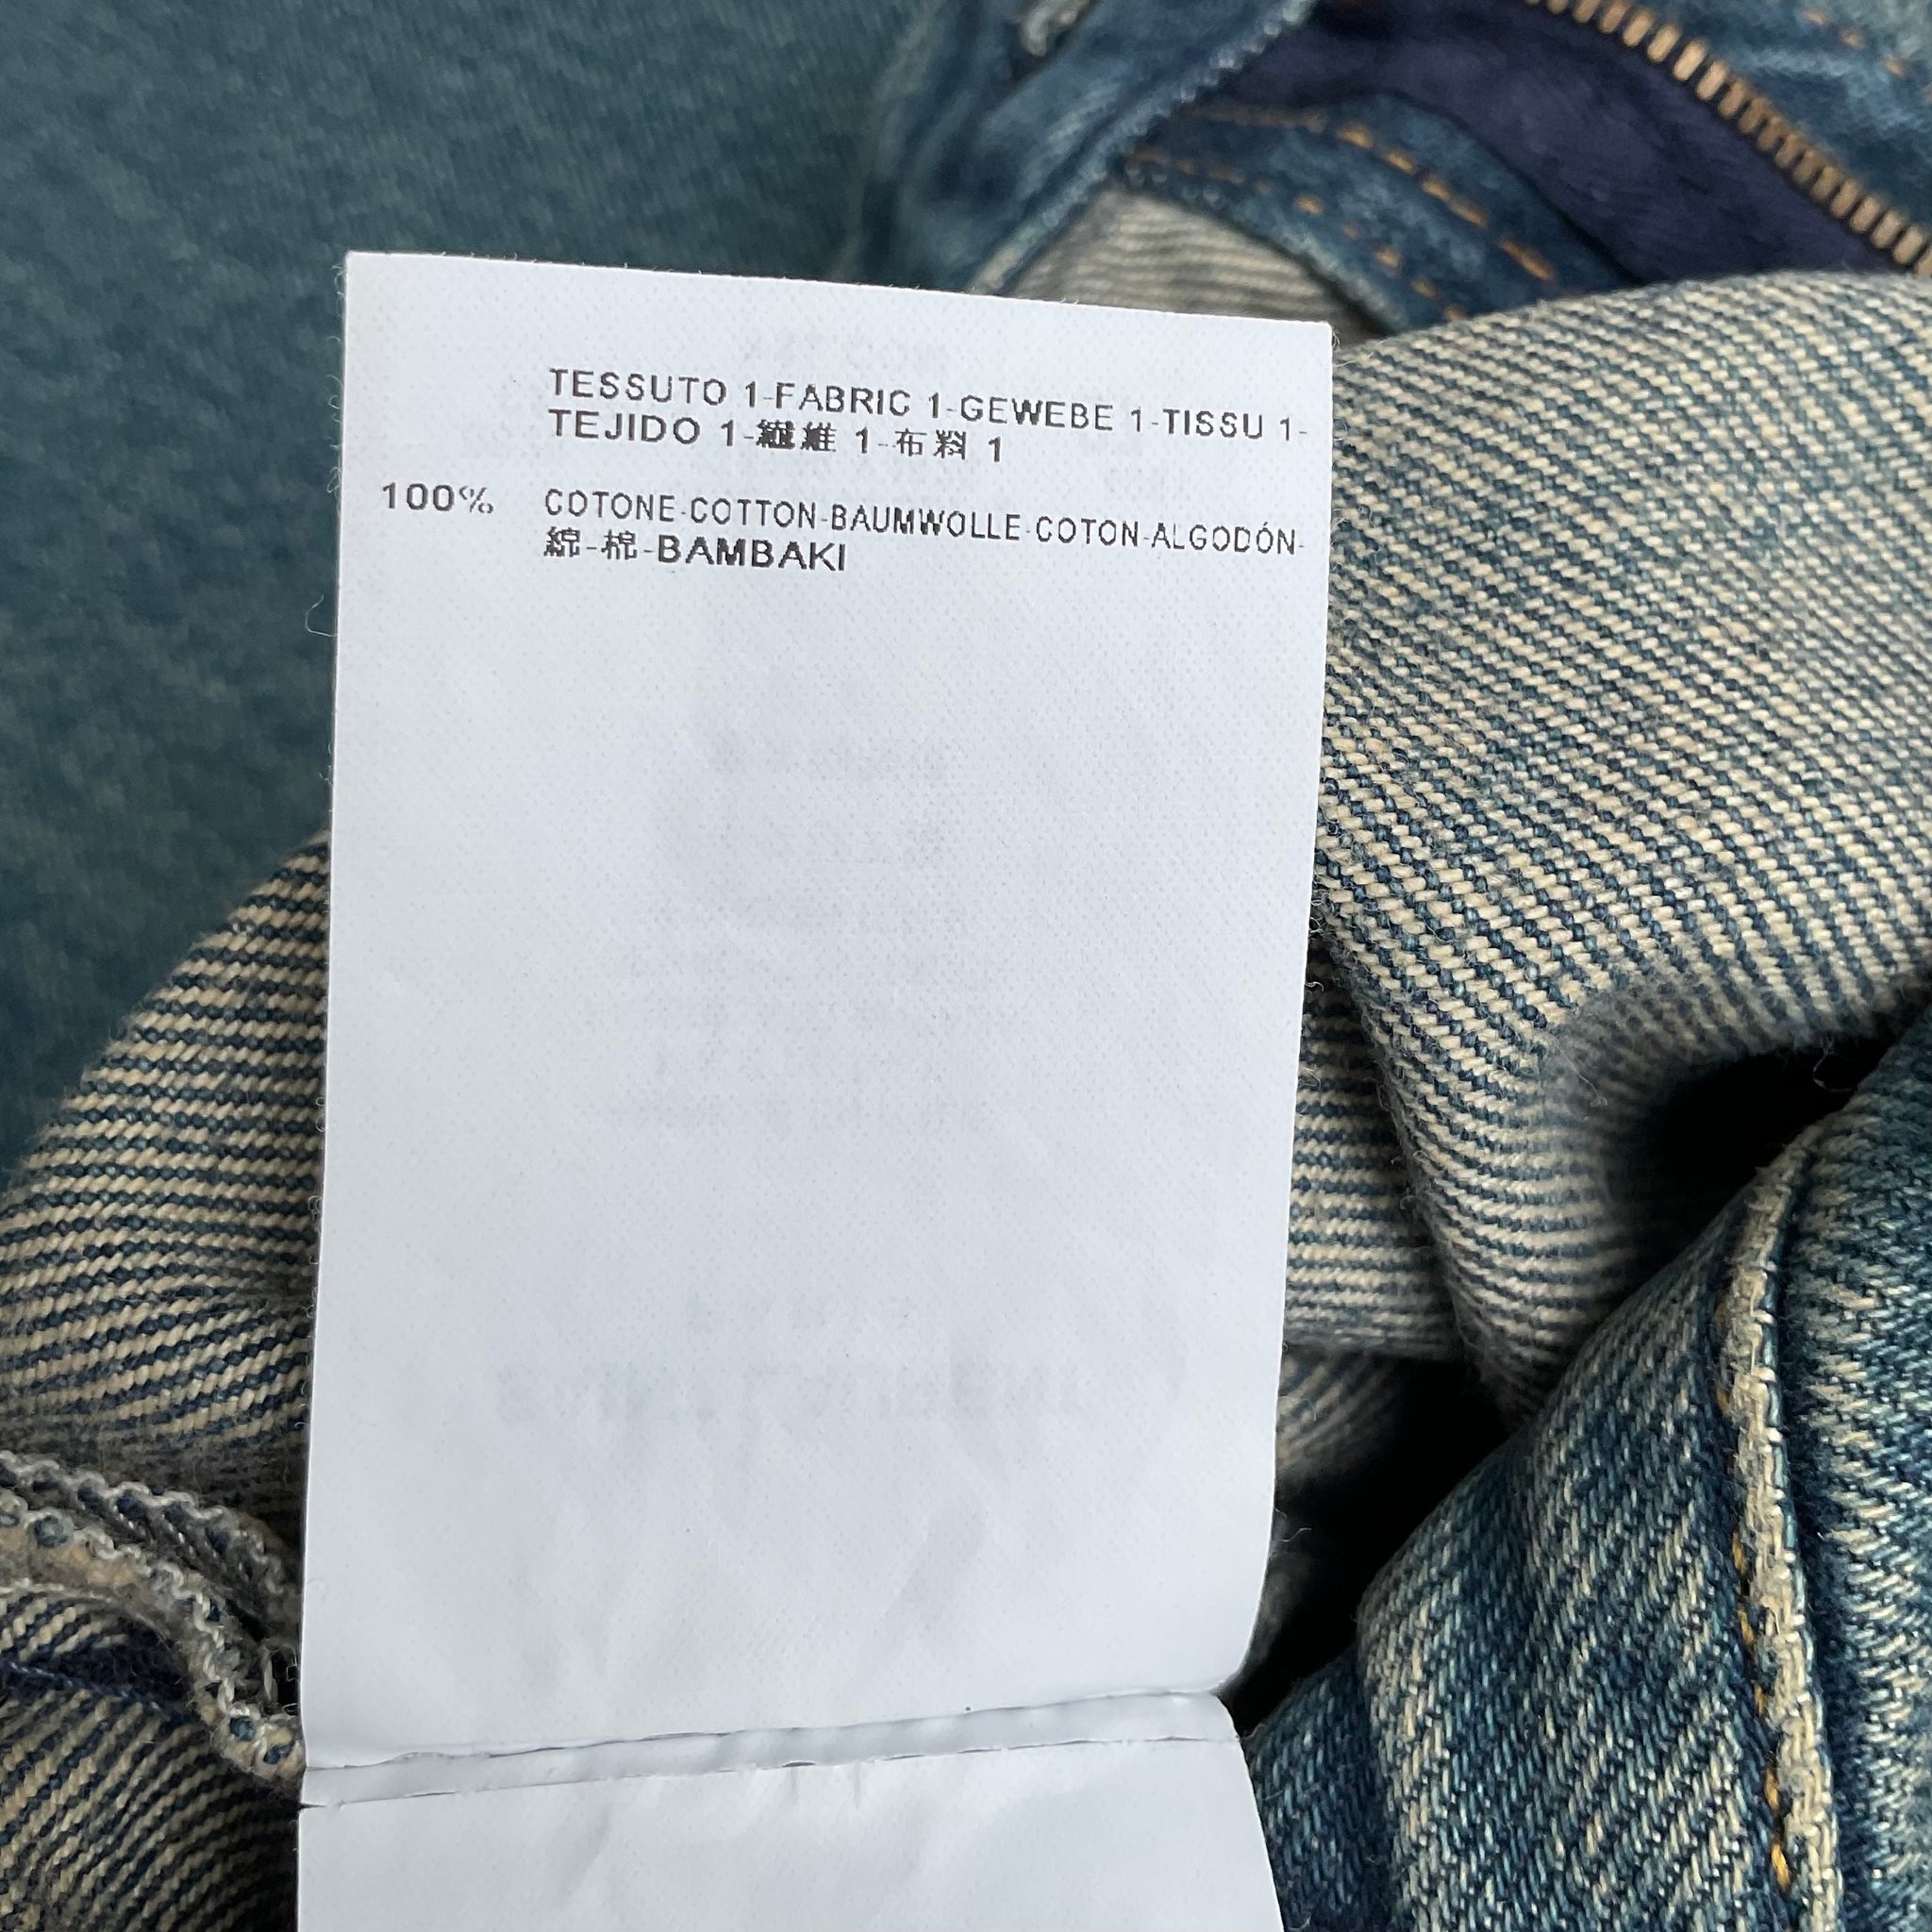 TESSUTO 1-FABRIC 1-GEWEBE 1-TISSU 1-
TEJIDO 1-繊維 1-布料 1
100% COTONE-COTTON-BAUMWOLLE-COTON-ALGODÓN-
綿-棉-BAMBAKI